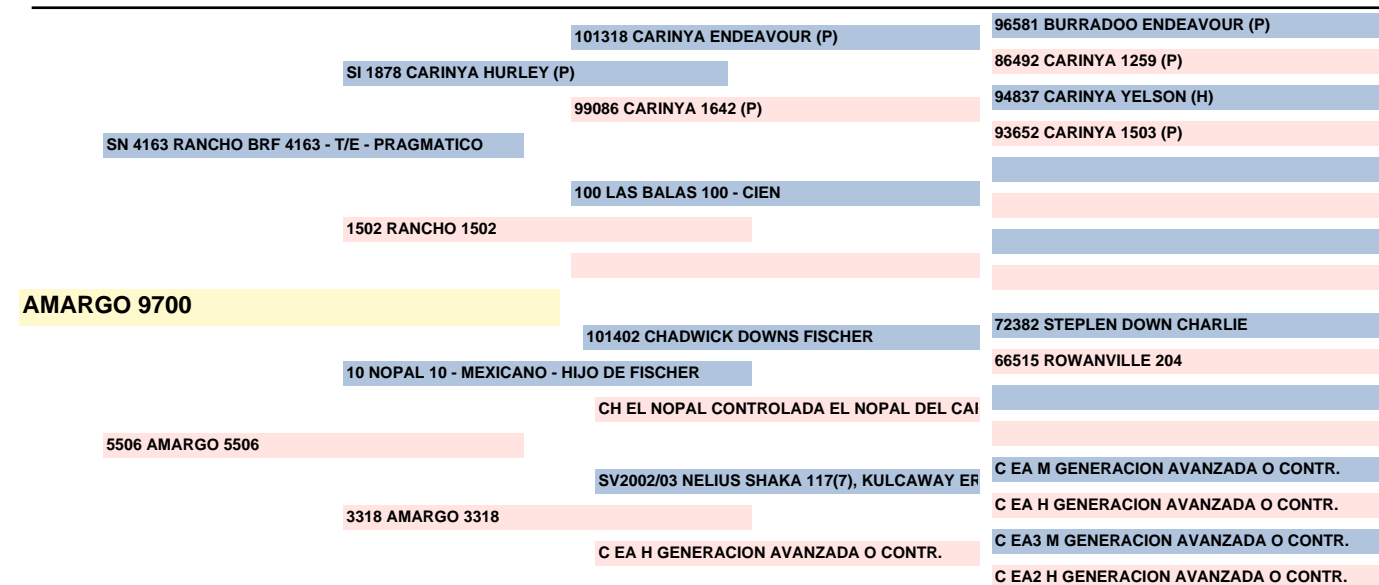 101318 CARINYA ENDEAVOUR (P)
96581 BURRADOO ENDEAVOUR (P)
86492 CARINYA 1259 (P)
SI 1878 CARINYA HURLEY (P)
99086 CARINYA 1642 (P)
94837 CARINYA YELSON (H)
93652 CARINYA 1503 (P)
SN 4163 RANCHO BRF 4163 - T/E - PRAGMATICO
100 LAS BALAS 100 - CIEN
1502 RANCHO 1502
AMARGO 9700
101402 CHADWICK DOWNS FISCHER
72382 STEPLEN DOWN CHARLIE
66515 ROWANVILLE 204
10 NOPAL 10 - MEXICANO - HIJO DE FISCHER
CH EL NOPAL CONTROLADA EL NOPAL DEL
5506 AMARGO 5506
SV2002/03 NELIUS SHAKA 117(7), KULCAWAY
C EA M GENERACION AVANZADA O CONTR.
C EA H GENERACION AVANZADA O CONTR.
3318 AMARGO 3318
C EA H GENERACION AVANZADA O CONTR.
C EA3 M GENERACION AVANZADA O CONTR.
C EA2 H GENERACION AVANZADA O CONTR.